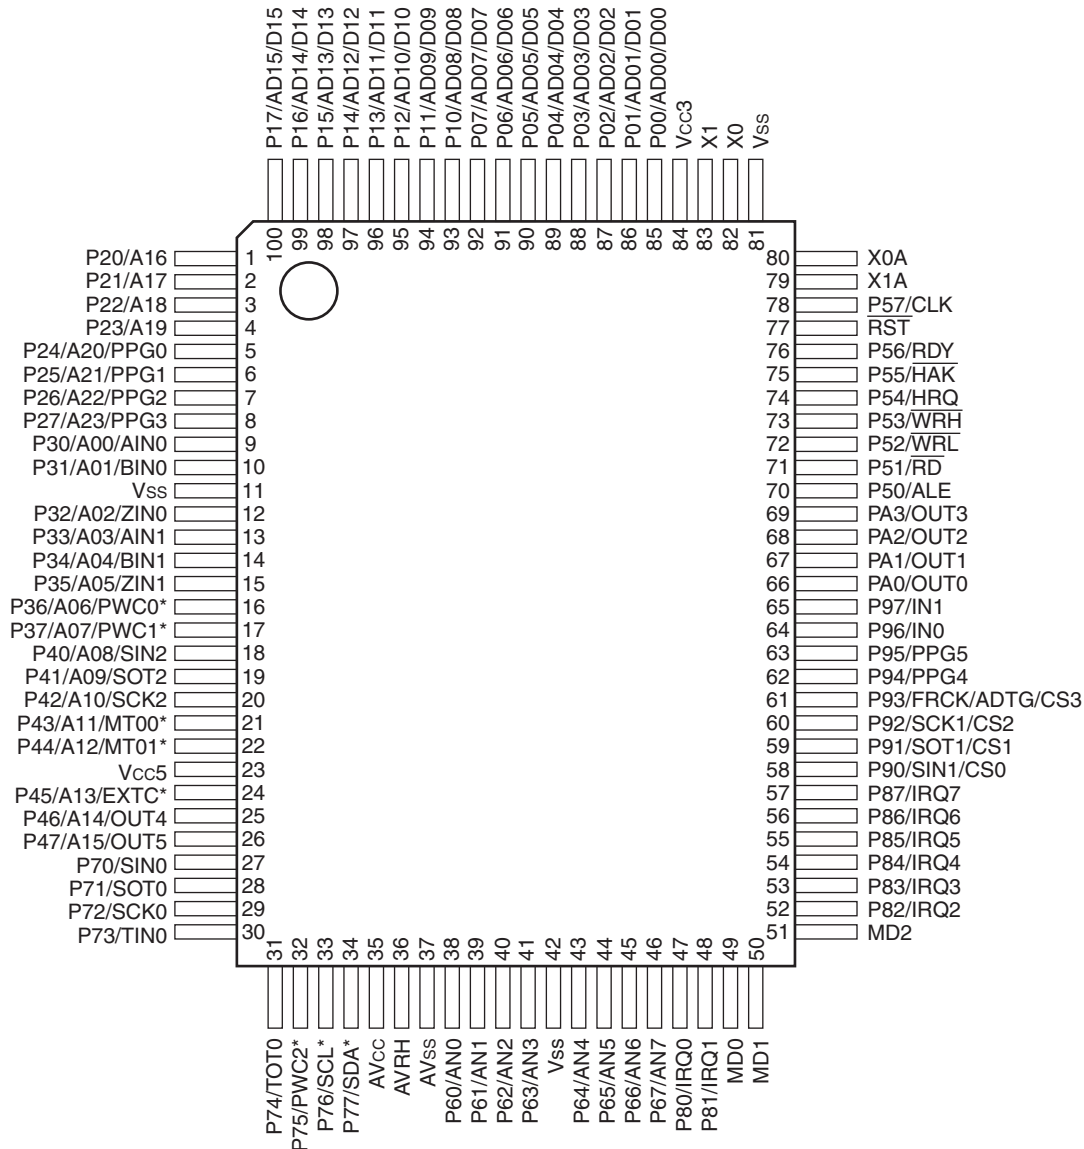 P17/AD15/D15
P16/AD14/D14
P15/AD13/D13
P14/AD12/D12
P13/AD11/D11
P12/AD10/D10
P11/AD09/D09
P10/AD08/D08
P07/AD07/D07
P06/AD06/D06
P05/AD05/D05
P04/AD04/D04
P03/AD03/D03
P02/AD02/D02
P01/AD01/D01
P00/AD00/D00
Vcc3
X1
X0
Vss
100
99
98
97
96
95
94
93
92
91
90
89
88
87
86
85
84
83
82
81
P20/A16 1
P21/A17 2
P22/A18 3
P23/A19 4
P24/A20/PPG0 5
P25/A21/PPG1 6
P26/A22/PPG2 7
P27/A23/PPG3 8
P30/A00/AIN0 9
P31/A01/BIN0 10
Vss 11
P32/A02/ZIN0 12
P33/A03/AIN1 13
P34/A04/BIN1 14
P35/A05/ZIN1 15
P36/A06/PWC0* 16
P37/A07/PWC1* 17
P40/A08/SIN2 18
P41/A09/SOT2 19
P42/A10/SCK2 20
P43/A11/MT00* 21
P44/A12/MT01* 22
Vcc5 23
P45/A13/EXTC* 24
P46/A14/OUT4 25
P47/A15/OUT5 26
P70/SIN0 27
P71/SOT0 28
P72/SCK0 29
P73/TIN0 30
80 X0A
79 X1A
78 P57/CLK
77 RST
76 P56/RDY
75 P55/HAK
74 P54/HRQ
73 P53/WRH
72 P52/WRL
71 P51/RD
70 P50/ALE
69 PA3/OUT3
68 PA2/OUT2
67 PA1/OUT1
66 PA0/OUT0
65 P97/IN1
64 P96/IN0
63 P95/PPG5
62 P94/PPG4
61 P93/FRCK/ADTG/CS3
60 P92/SCK1/CS2
59 P91/SOT1/CS1
58 P90/SIN1/CS0
57 P87/IRQ7
56 P86/IRQ6
55 P85/IRQ5
54 P84/IRQ4
53 P83/IRQ3
52 P82/IRQ2
51 MD2
31
32
33
34
35
36
37
38
39
40
41
42
43
44
45
46
47
48
49
50
P74/TOT0
P75/PWC2*
P76/SCL*
P77/SDA*
AVcc
AVRH
AVss
P60/AN0
P61/AN1
P62/AN2
P63/AN3
Vss
P64/AN4
P65/AN5
P66/AN6
P67/AN7
P80/IRQ0
P81/IRQ1
MD0
MD1